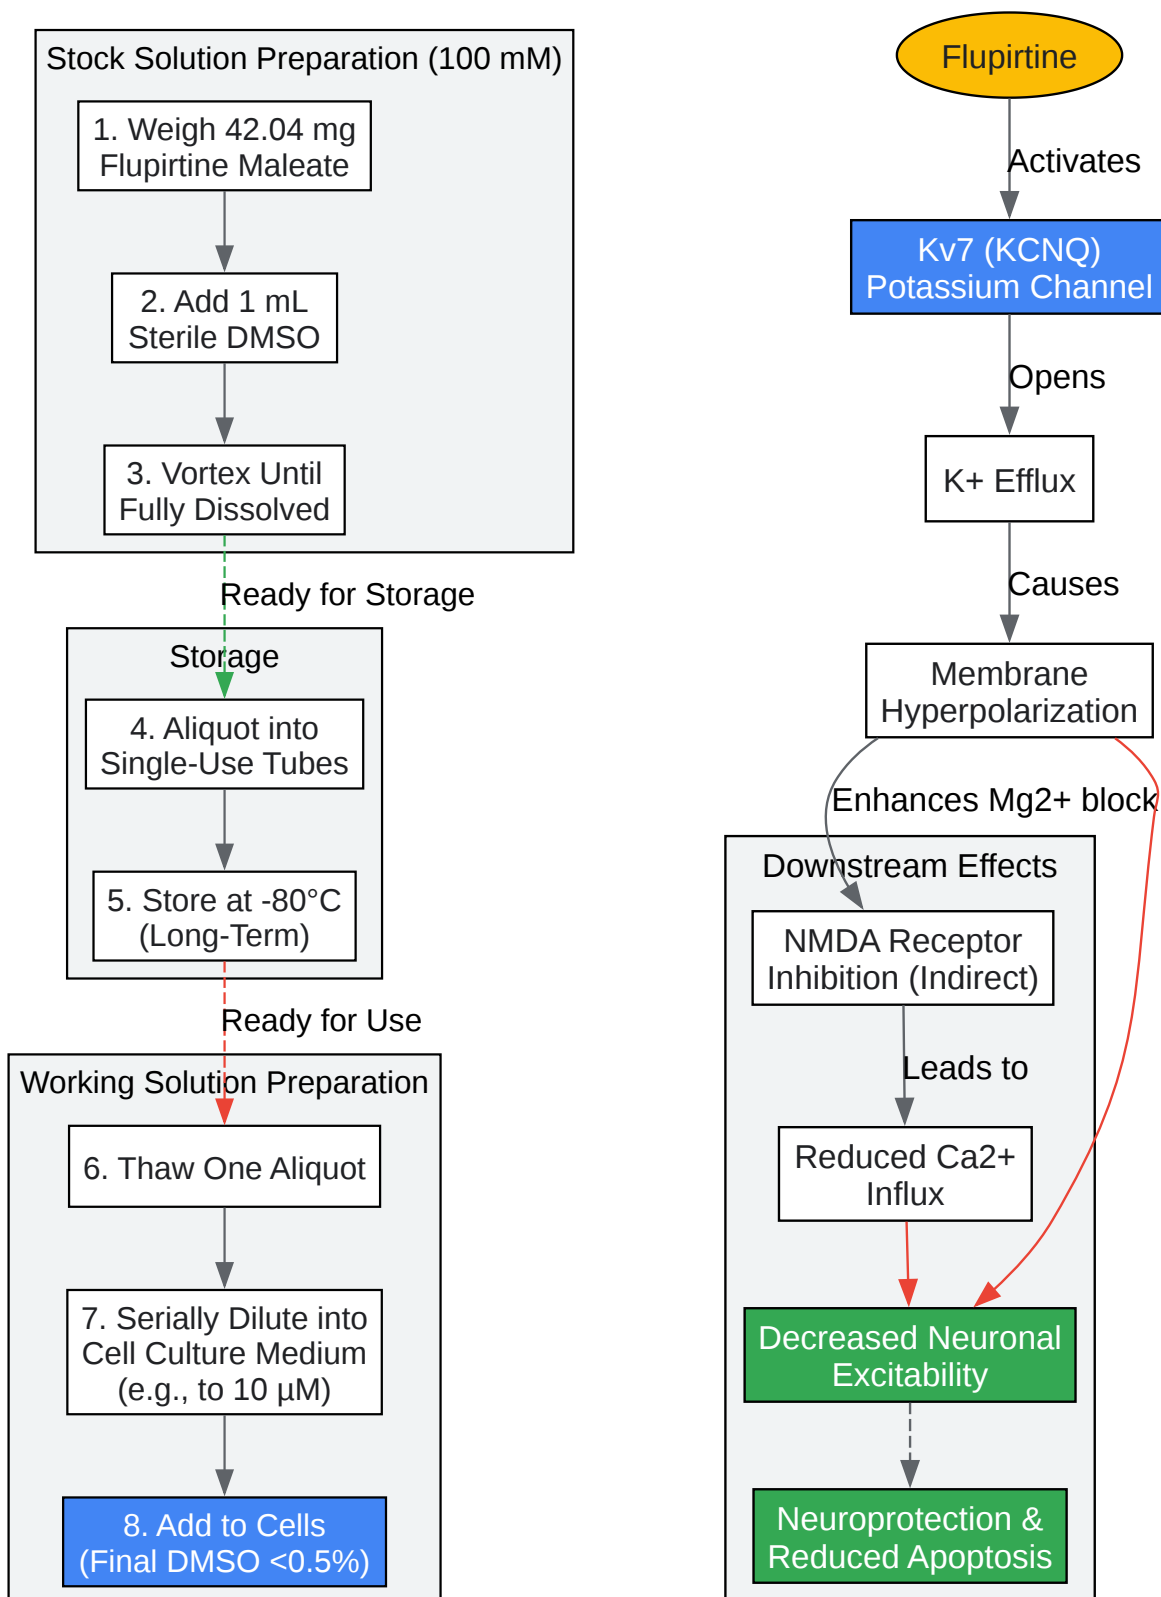 Stock Solution Preparation (100 mM)
1. Weigh 42.04 mg
Flupirtine Maleate
2. Add 1 mL
Sterile DMSO
3. Vortex Until
Fully Dissolved
Ready for Storage
Storage
4. Aliquot into
Single-Use Tubes
5. Store at -80°C
(Long-Term)
Ready for Use
Working Solution Preparation
6. Thaw One Aliquot
7. Serially Dilute into
Cell Culture Medium
(e.g., to 10 µM)
8. Add to Cells
(Final DMSO <0.5%)
Flupirtine
Activates
Kv7 (KCNQ)
Potassium Channel
Opens
K+ Efflux
Causes
Membrane
Hyperpolarization
Enhances Mg2+ block
Downstream Effects
NMDA Receptor
Inhibition (Indirect)
Leads to
Reduced Ca2+
Influx
Decreased Neuronal
Excitability
Neuroprotection &
Reduced Apoptosis